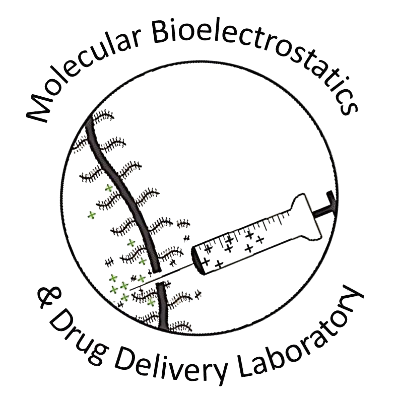 Molecular Bioelectrostatics
& Drug Delivery Laboratory